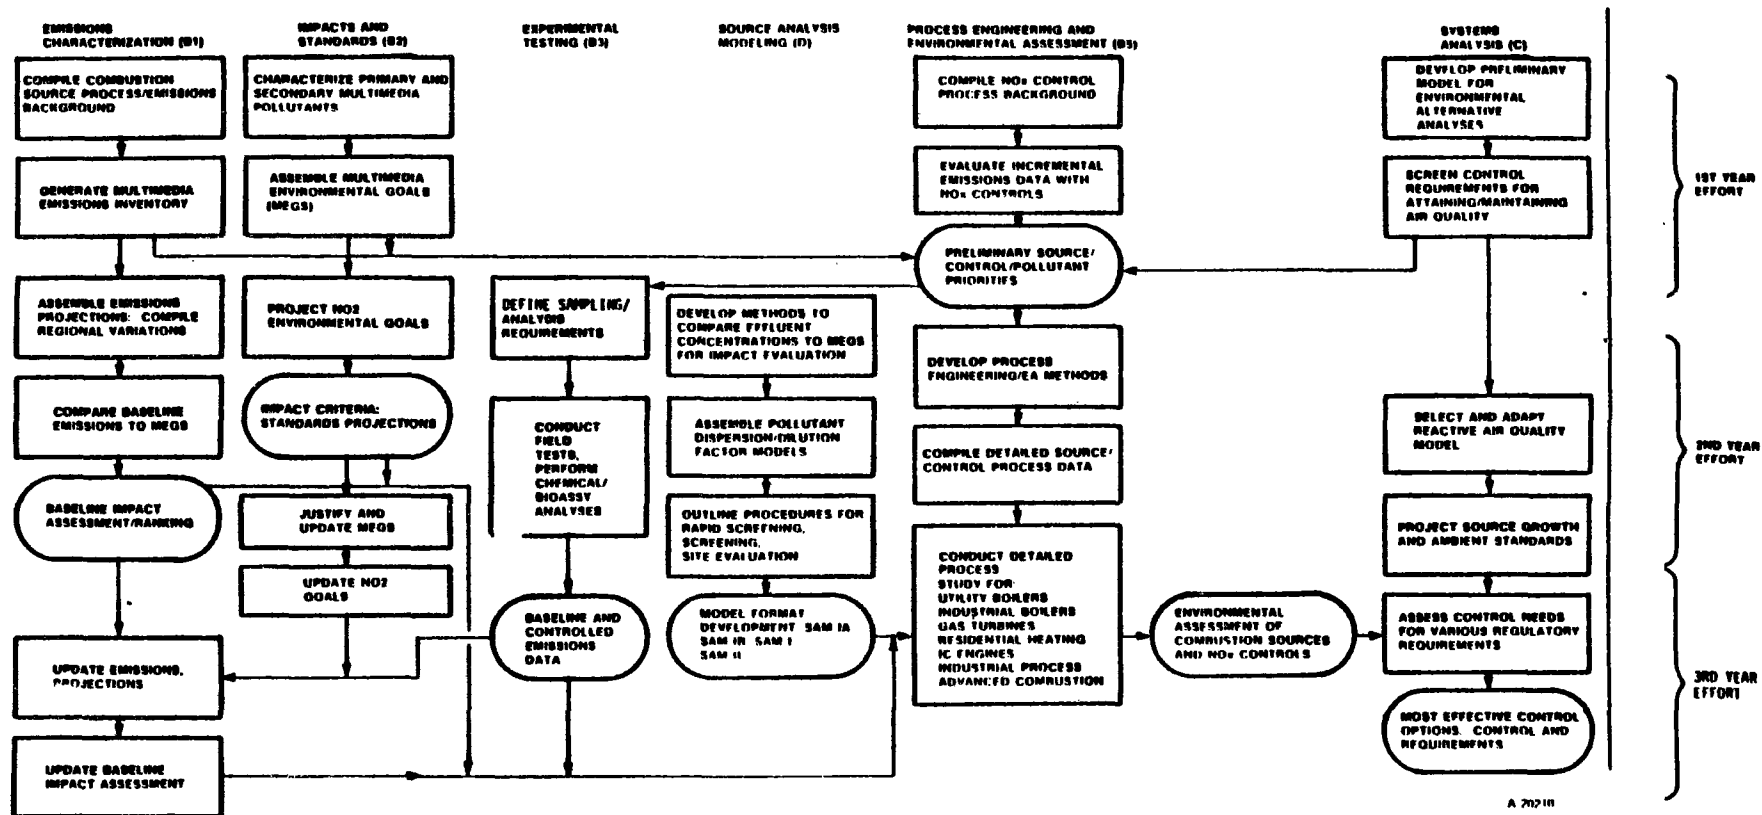 EMISSIONS
CHARACTERIZATION (B1)
COMPILE COMBUSTION
SOURCE PROCESS/EMISSIONS
BACKGROUND
GENERATE MULTIMEDIA
EMISSIONS INVENTORY
ASSEMBLE EMISSIONS
PROJECTIONS: COMPILE
REGIONAL VARIATIONS
COMPARE BASELINE
EMISSIONS TO MEGS
BASELINE IMPACT
ASSESSMENT/RANKING
UPDATE EMISSIONS,
PROJECTIONS
UPDATE BASELINE
IMPACT ASSESSMENT
IMPACTS AND
STANDARDS (B2)
CHARACTERIZE PRIMARY AND
SECONDARY MULTIMEDIA
POLLUTANTS
ASSEMBLE MULTIMEDIA
ENVIRONMENTAL GOALS
(MEGS)
PROJECT NO2
ENVIRONMENTAL GOALS
IMPACT CRITERIA:
STANDARDS PROJECTIONS
JUSTIFY AND
UPDATE MEGS
UPDATE NO2
GOALS
EXPERIMENTAL
TESTING (B3)
DEFINE SAMPLING/
ANALYSIS
REQUIREMENTS
CONDUCT
FIELD
TESTS,
PERFORM
CHEMICAL/
BIOASSY
ANALYSES
BASELINE AND
CONTROLLED
EMISSIONS
DATA
SOURCE ANALYSIS
MODELING (D)
DEVELOP METHODS TO
COMPARE EFFLUENT
CONCENTRATIONS TO MEGS
FOR IMPACT EVALUATION
ASSEMBLE POLLUTANT
DISPERSION/DILUTION
FACTOR MODELS
OUTLINE PROCEDURES FOR
RAPID SCREENING,
SCREENING,
SITE EVALUATION
MODEL FORMAT
DEVELOPMENT SAM IA
SAM IB, SAM I
SAM II
PROCESS ENGINEERING AND
ENVIRONMENTAL ASSESSMENT (B5)
COMPILE NOx CONTROL
PROCESS BACKGROUND
EVALUATE INCREMENTAL
EMISSIONS DATA WITH
NOx CONTROLS
PRELIMINARY SOURCE/
CONTROL/POLLUTANT
PRIORITIES
DEVELOP PROCESS
ENGINEERING/EA METHODS
COMPILE DETAILED SOURCE/
CONTROL PROCESS DATA
CONDUCT DETAILED
PROCESS
STUDY FOR
UTILITY BOILERS
INDUSTRIAL BOILERS
GAS TURBINES
RESIDENTIAL HEATING
IC ENGINES
INDUSTRIAL PROCESS
ADVANCED COMBUSTION
ENVIRONMENTAL
ASSESSMENT OF
COMBUSTION SOURCES
AND NOx CONTROLS
SYSTEMS
ANALYSIS (C)
DEVELOP PRELIMINARY
MODEL FOR
ENVIRONMENTAL
ALTERNATIVE
ANALYSES
SCREEN CONTROL
REQUIREMENTS FOR
ATTAINING/MAINTAINING
AIR QUALITY
SELECT AND ADAPT
REACTIVE AIR QUALITY
MODEL
PROJECT SOURCE GROWTH
AND AMBIENT STANDARDS
ASSESS CONTROL NEEDS
FOR VARIOUS REGULATORY
REQUIREMENTS
MOST EFFECTIVE CONTROL
OPTIONS. CONTROL AND
REQUIREMENTS
1ST YEAR
EFFORT
2ND YEAR
EFFORT
3RD YEAR
EFFORT